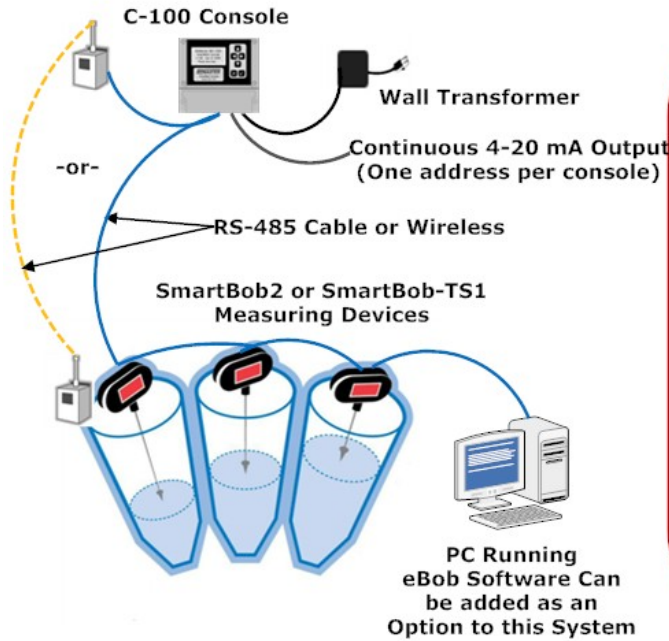 C-100 Console
Wall Transformer
Continuous 4-20 mA Output
(One address per console)
-or-
RS-485 Cable or Wireless
SmartBob2 or SmartBob-TS1
Measuring Devices
PC Running
eBob Software Can
be added as an
Option to this System